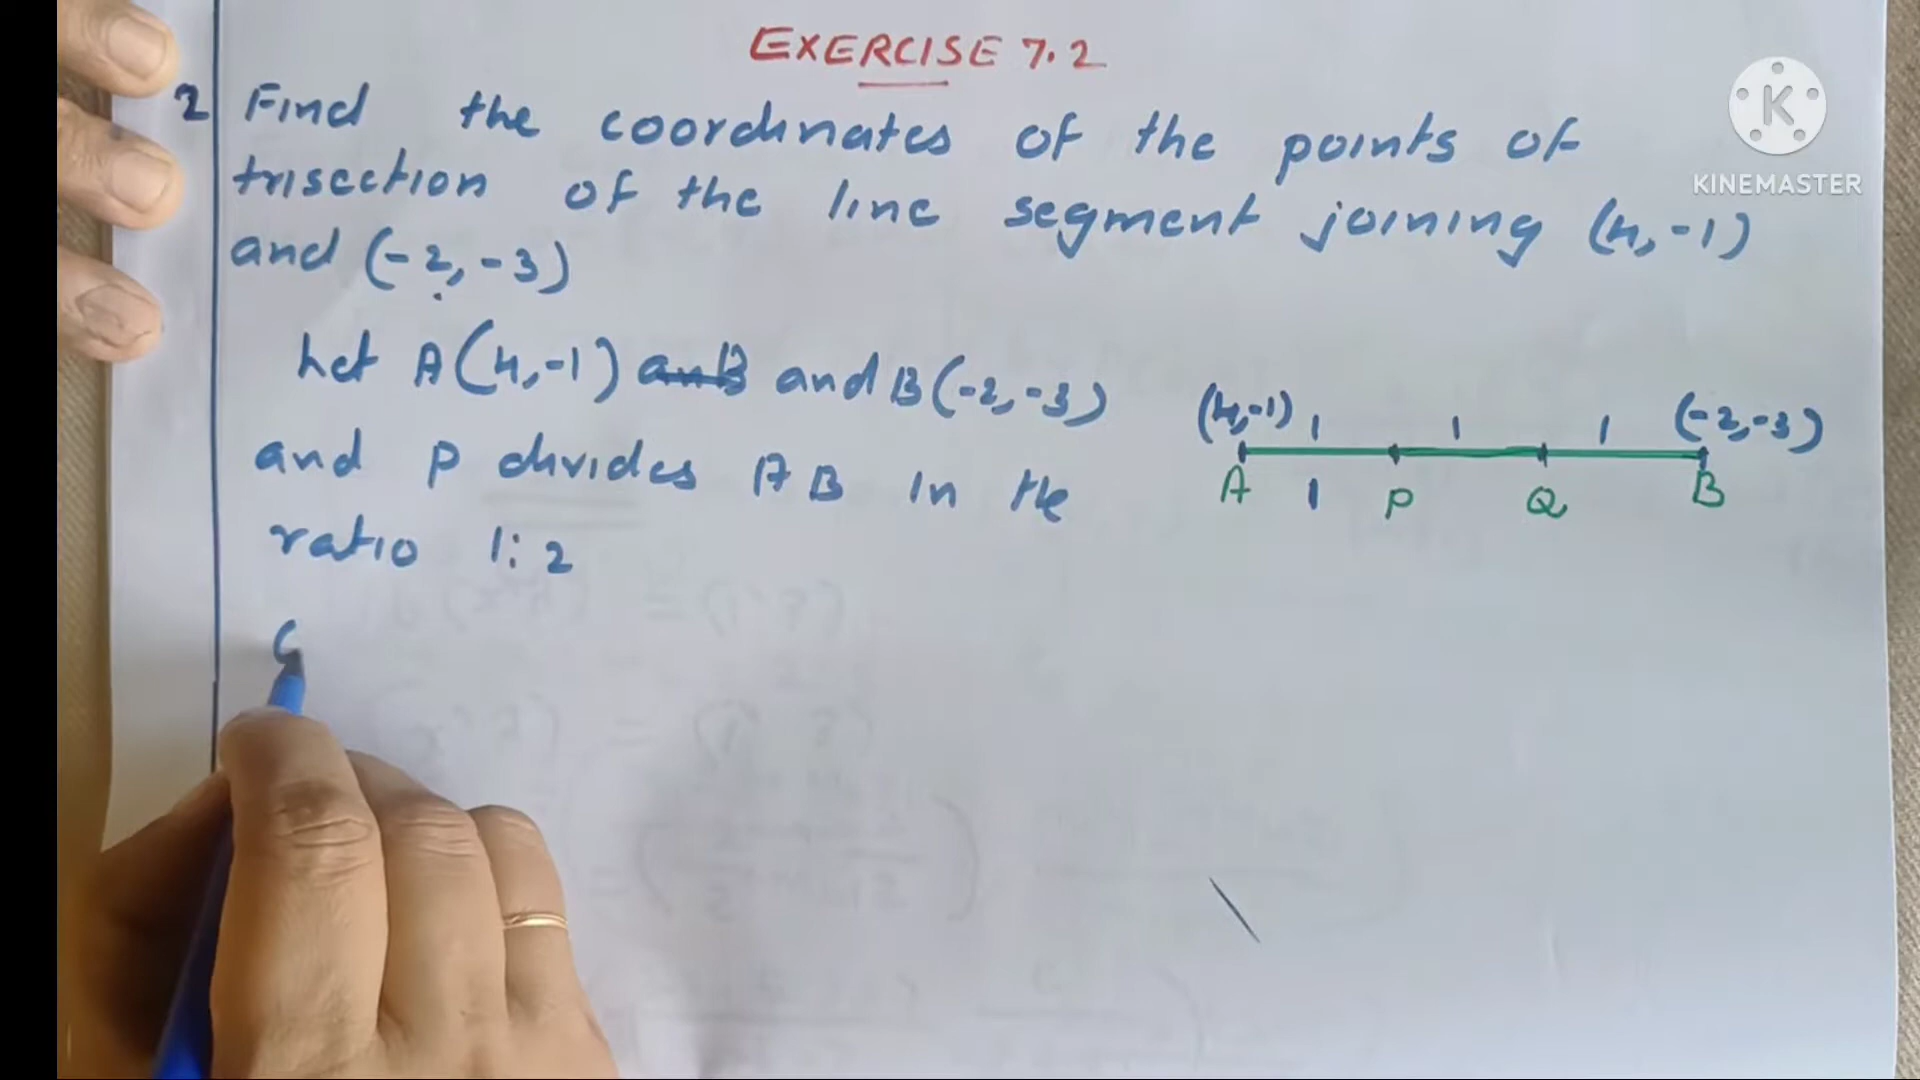 EXERCISE 7.2
2 Find the coordinates of the points of
trisection of the line segment joining (4, -1)
and (-2, -3)
Let A(4, -1) and B(-2, -3)
and P divides AB in the
ratio 1:2
(4,-1) 1 1 1 (-2,-3)
A 1 P Q B
K
KINEMASTER